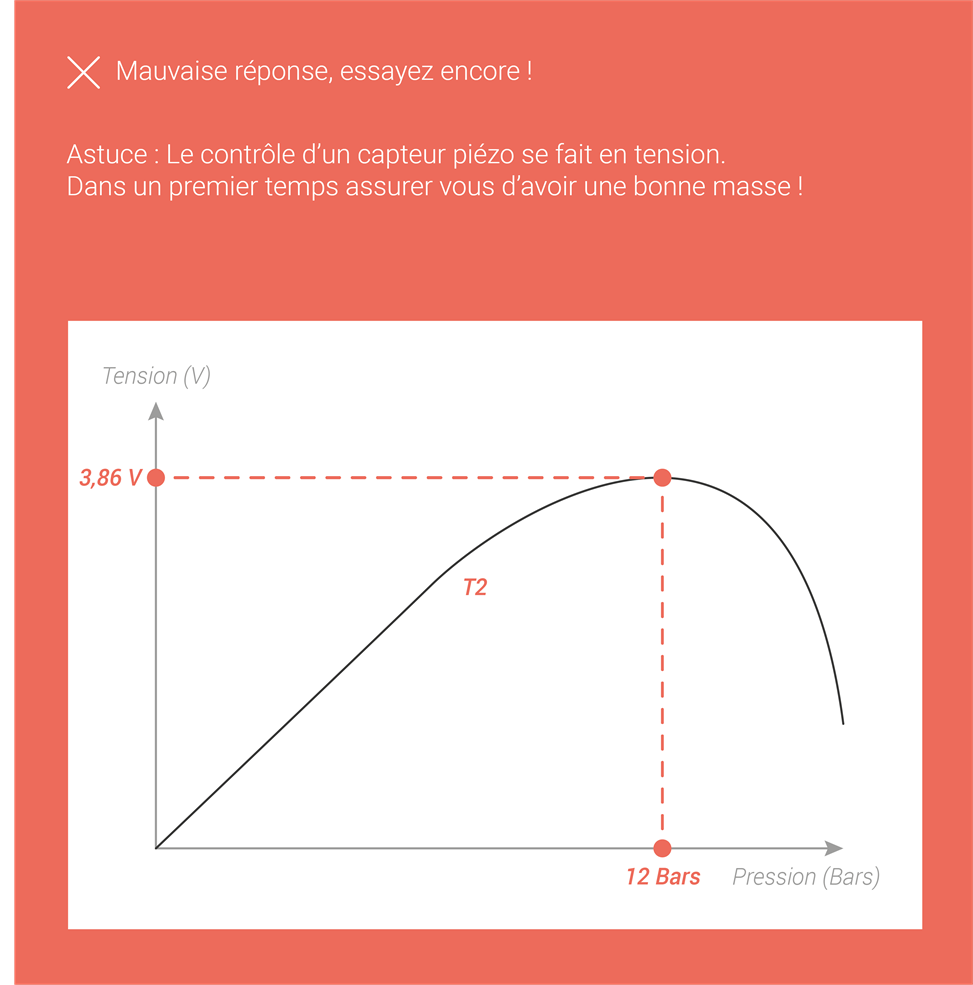 Mauvaise réponse, essayez encore !
Astuce : Le contrôle d’un capteur piézo se fait en tension.
Dans un premier temps assurer vous d’avoir une bonne masse !
Tension (V)
3,86 V
T2
12 Bars
Pression (Bars)